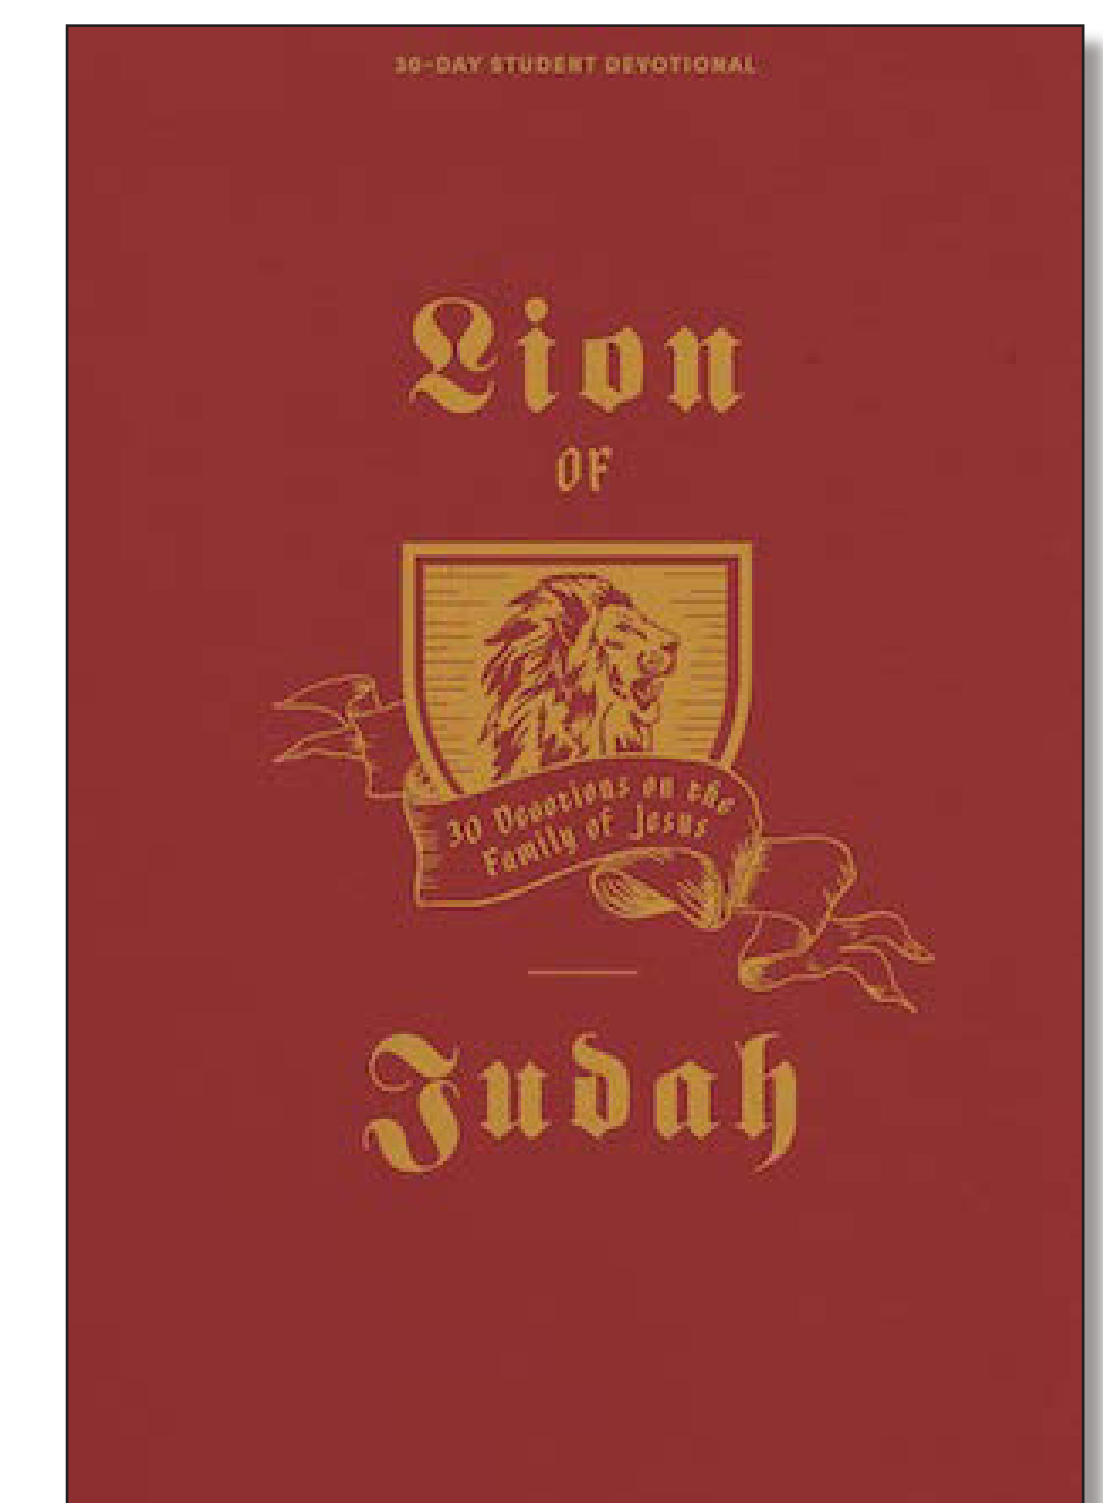 30-DAY STUDENT DEVOTIONAL
Lion
OF
30 Devotions on the
Family of Jesus
Judah